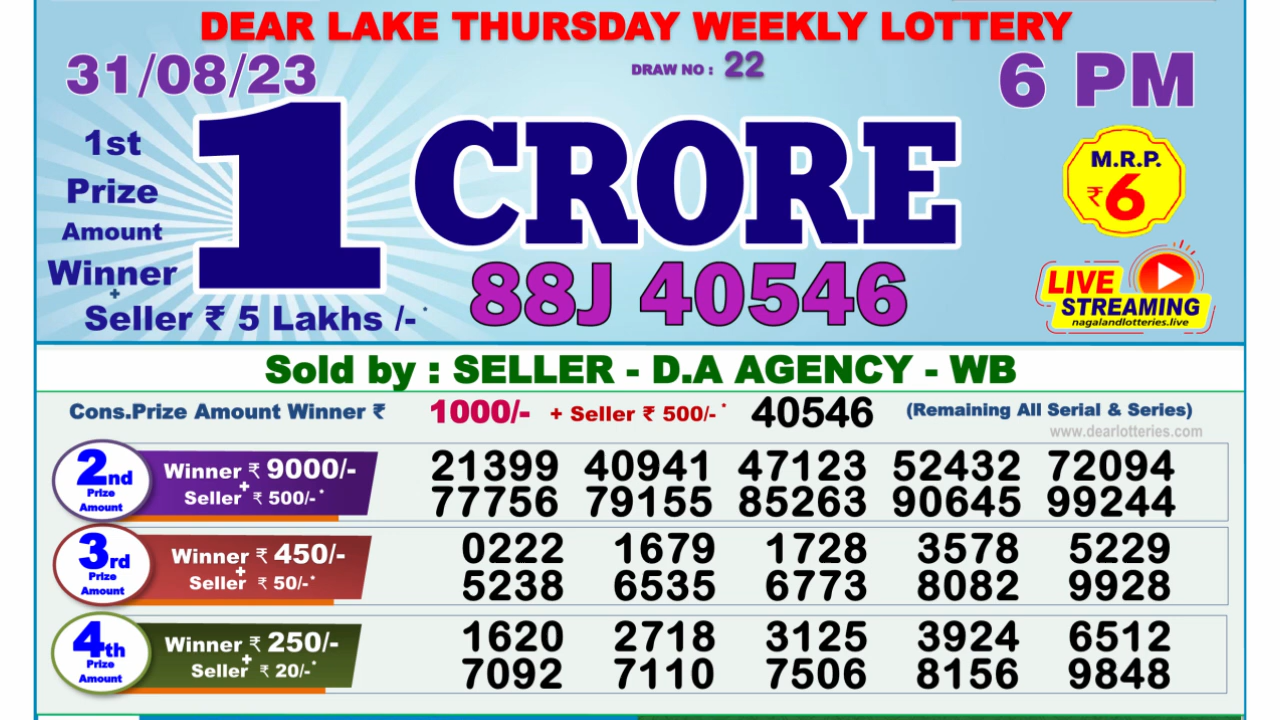 DEAR LAKE THURSDAY WEEKLY LOTTERY
31/08/23
DRAW NO : 22
6 PM
1st
Prize
Amount
Winner
+
Seller ₹ 5 Lakhs /- *
1 CRORE
88J 40546
M.R.P.
₹6
LIVE
STREAMING
nagalandlotteries.live
Sold by : SELLER - D.A AGENCY - WB
Cons.Prize Amount Winner ₹ 1000/- + Seller ₹ 500/- * 40546 (Remaining All Serial & Series)
www.dearlotteries.com
2nd
Prize
Amount
Winner ₹ 9000/-
+
Seller ₹ 500/- *
21399 40941 47123 52432 72094
77756 79155 85263 90645 99244
3rd
Prize
Amount
Winner ₹ 450/-
+
Seller ₹ 50/- *
0222 1679 1728 3578 5229
5238 6535 6773 8082 9928
4th
Prize
Amount
Winner ₹ 250/-
+
Seller ₹ 20/- *
1620 2718 3125 3924 6512
7092 7110 7506 8156 9848